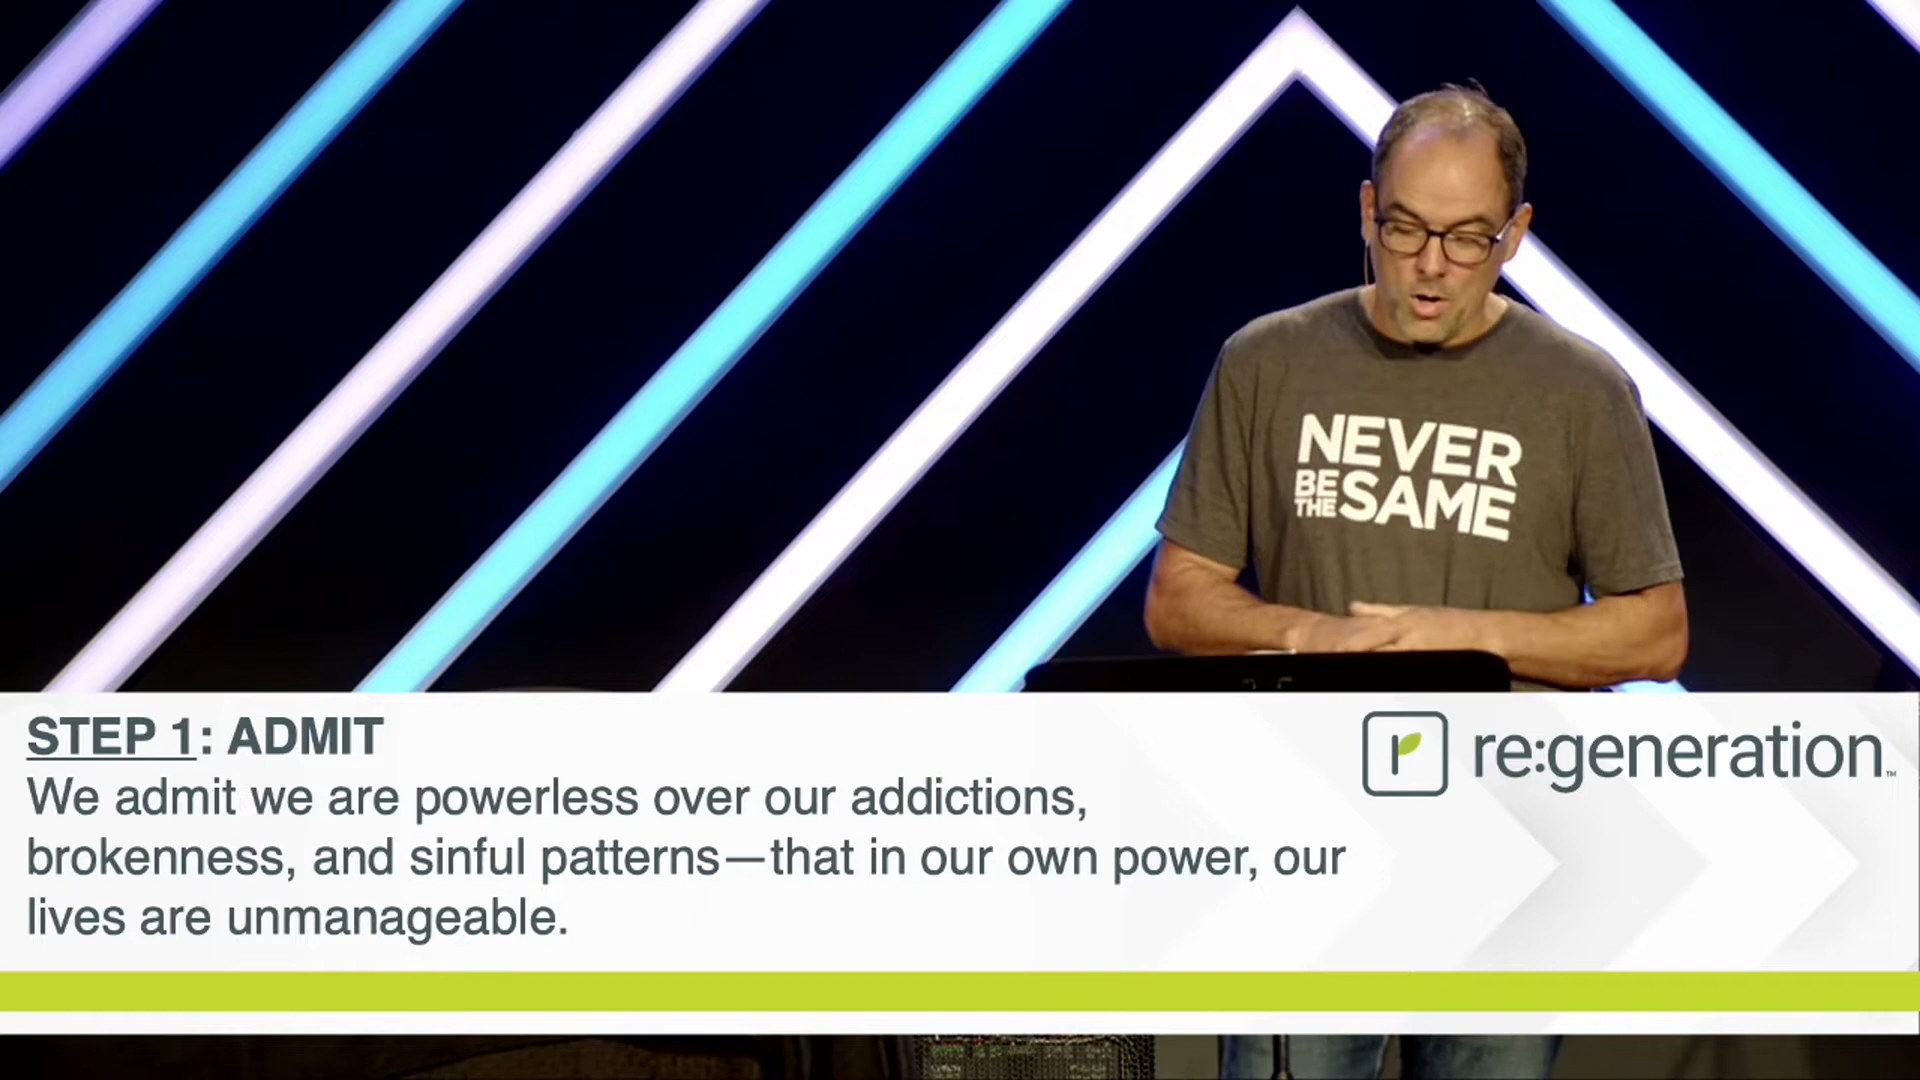 NEVER
BE THE SAME
STEP 1: ADMIT
We admit we are powerless over our addictions,
brokenness, and sinful patterns—that in our own power, our
lives are unmanageable.
re:generation™